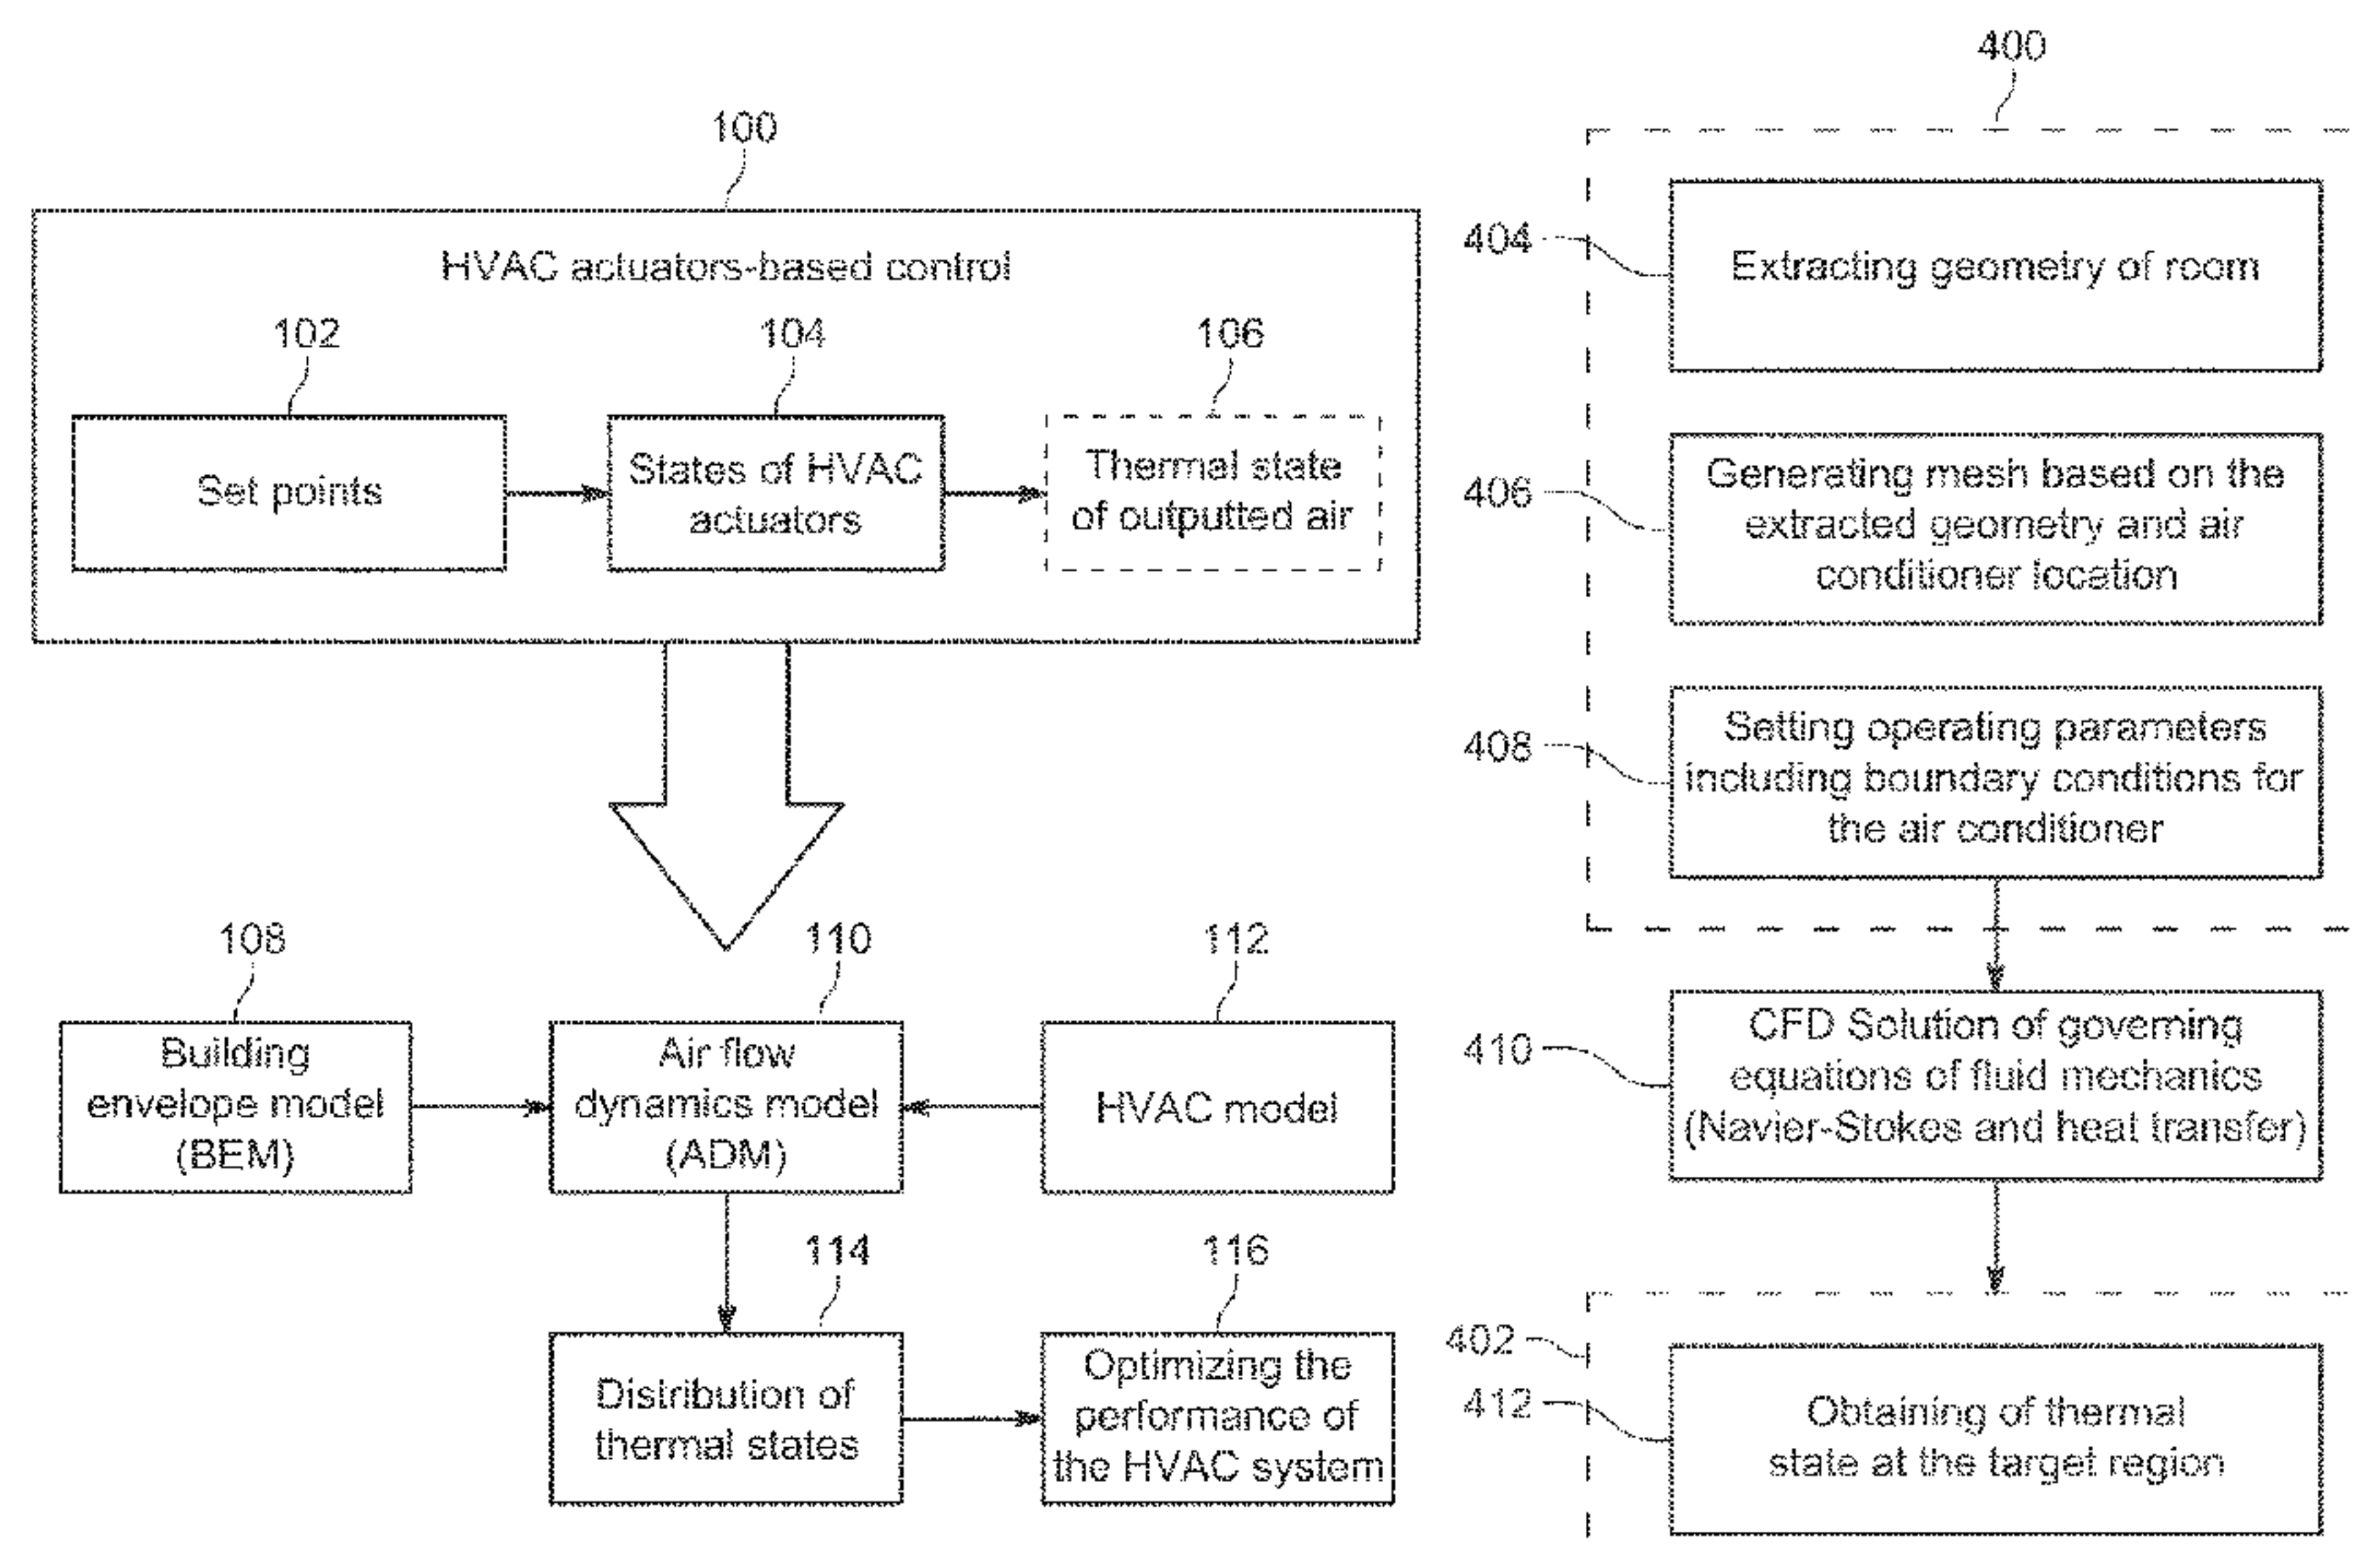 100
HVAC actuators-based control
102
104
106
Set points
States of HVAC
actuators
Thermal state
of outputted air
108
110
112
Building
envelope model
(BEM)
Air flow
dynamics model
(ADM)
HVAC model
114
116
Distribution of
thermal states
Optimizing the
performance of
the HVAC system
400
404
Extracting geometry of room
406
Generating mesh based on the
extracted geometry and air
conditioner location
408
Setting operating parameters
including boundary conditions for
the air conditioner
410
CFD Solution of governing
equations of fluid mechanics
(Navier-Stokes and heat transfer)
402
412
Obtaining of thermal
state at the target region